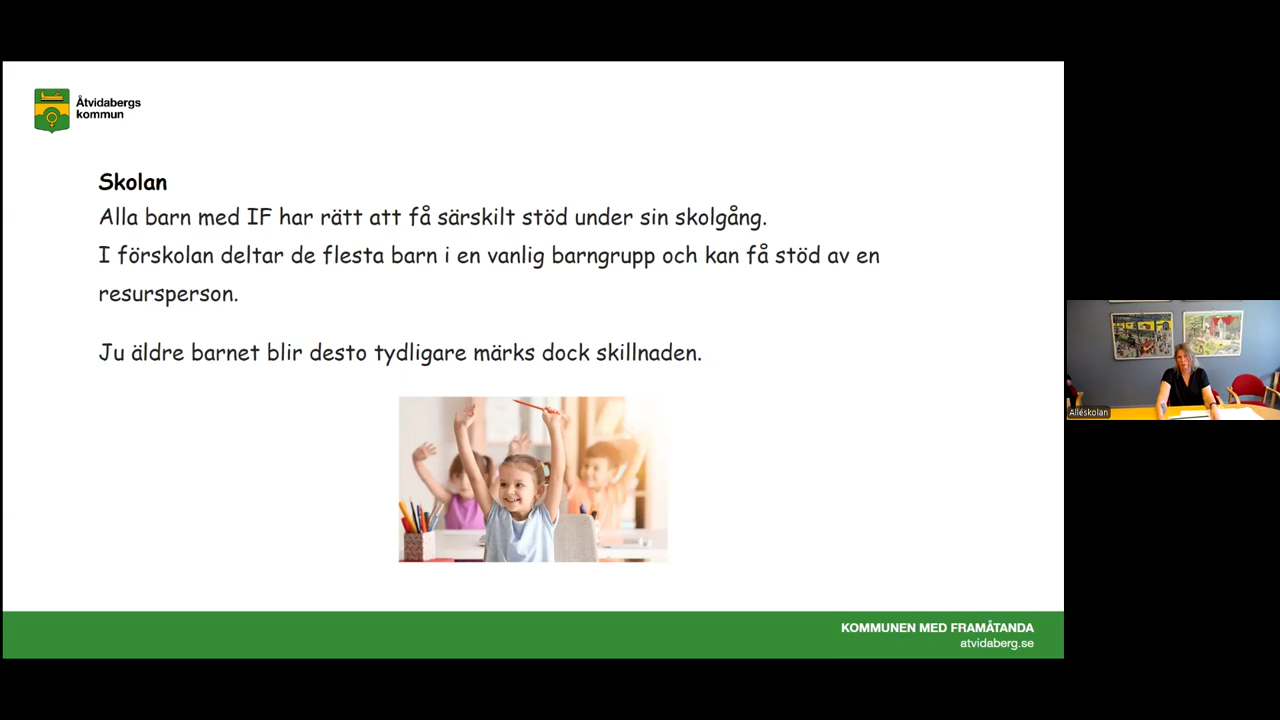 Åtvidabergs
kommun
Skolan
Alla barn med IF har rätt att få särskilt stöd under sin skolgång.
I förskolan deltar de flesta barn i en vanlig barngrupp och kan få stöd av en
resursperson.
Ju äldre barnet blir desto tydligare märks dock skillnaden.
Alléskolan
KOMMUNEN MED FRAMÅTANDA
atvidaberg.se